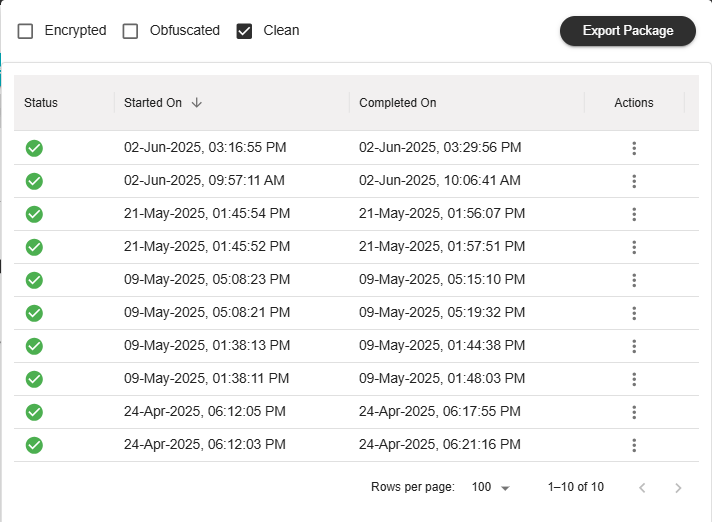 Encrypted Obfuscated Clean Export Package
Status Started On Completed On Actions
02-Jun-2025, 03:16:55 PM 02-Jun-2025, 03:29:56 PM
02-Jun-2025, 09:57:11 AM 02-Jun-2025, 10:06:41 AM
21-May-2025, 01:45:54 PM 21-May-2025, 01:56:07 PM
21-May-2025, 01:45:52 PM 21-May-2025, 01:57:51 PM
09-May-2025, 05:08:23 PM 09-May-2025, 05:15:10 PM
09-May-2025, 05:08:21 PM 09-May-2025, 05:19:32 PM
09-May-2025, 01:38:13 PM 09-May-2025, 01:44:38 PM
09-May-2025, 01:38:11 PM 09-May-2025, 01:48:03 PM
24-Apr-2025, 06:12:05 PM 24-Apr-2025, 06:17:55 PM
24-Apr-2025, 06:12:03 PM 24-Apr-2025, 06:21:16 PM
Rows per page: 100 1–10 of 10